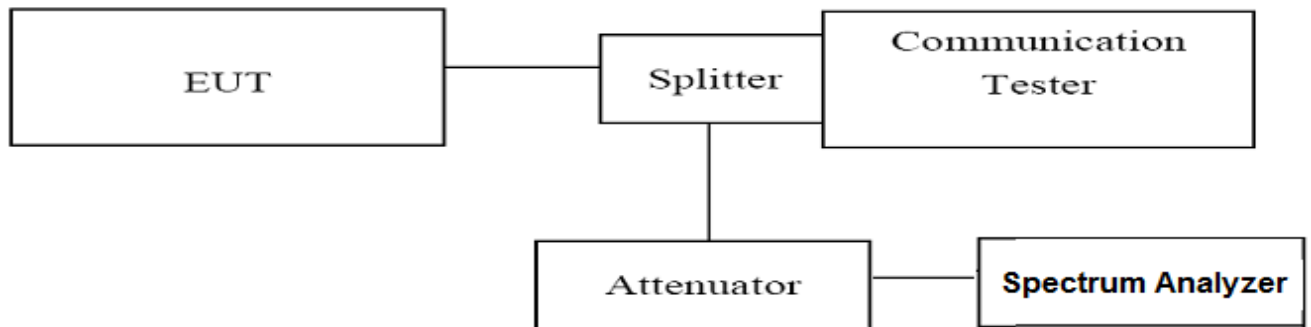 EUT
Splitter
Communication
Tester
Attenuator
Spectrum Analyzer